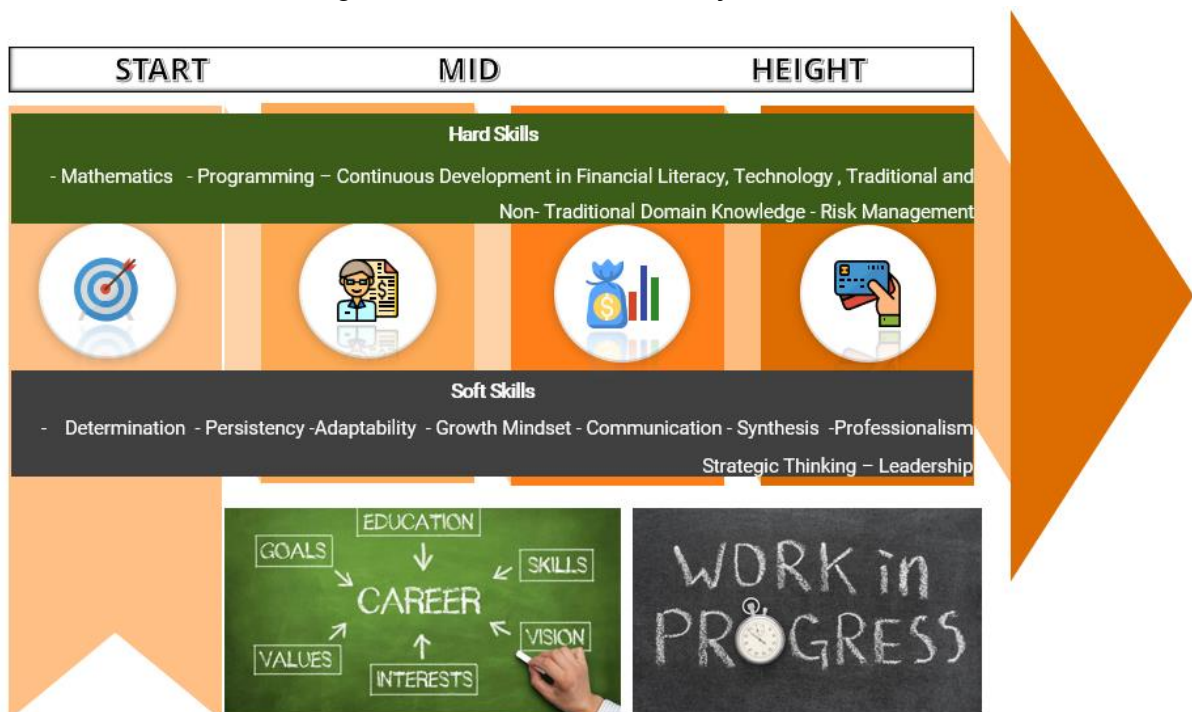 START MID HEIGHT
Hard Skills
- Mathematics - Programming – Continuous Development in Financial Literacy, Technology , Traditional and
Non- Traditional Domain Knowledge - Risk Management
Soft Skills
- Determination - Persistency -Adaptability - Growth Mindset - Communication - Synthesis -Professionalism
Strategic Thinking – Leadership
EDUCATION
GOALS
SKILLS
CAREER
VISION
VALUES
INTERESTS
WORK in
PROGRESS